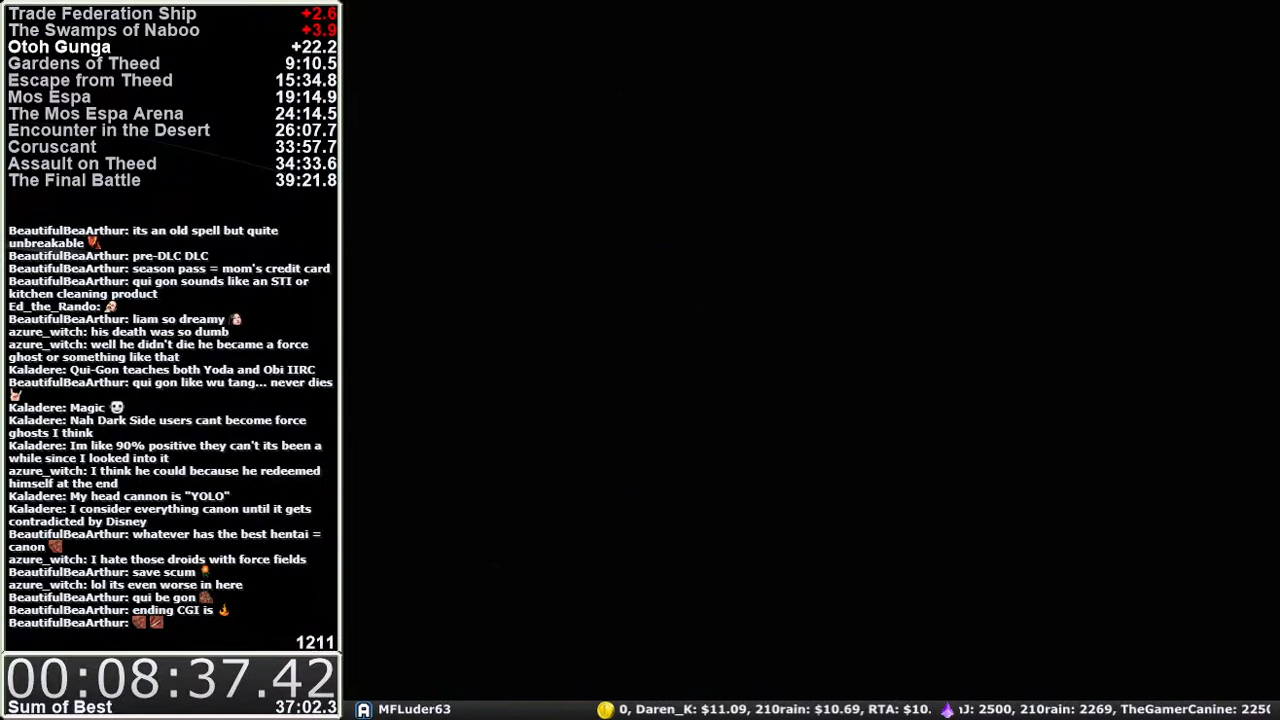 Trade Federation Ship +2.6
The Swamps of Naboo +3.9
Otoh Gunga +22.2
Gardens of Theed 9:10.5
Escape from Theed 15:34.8
Mos Espa 19:14.9
The Mos Espa Arena 24:14.5
Encounter in the Desert 26:07.7
Coruscant 33:57.7
Assault on Theed 34:33.6
The Final Battle 39:21.8
BeautifulBeaArthur: its an old spell but quite
unbreakable
BeautifulBeaArthur: pre-DLC DLC
BeautifulBeaArthur: season pass = mom's credit card
BeautifulBeaArthur: qui gon sounds like an STI or
kitchen cleaning product
Ed_the_Rando:
BeautifulBeaArthur: liam so dreamy
azure_witch: his death was so dumb
azure_witch: well he didn't die he became a force
ghost or something like that
Kaladere: Qui-Gon teaches both Yoda and Obi IIRC
BeautifulBeaArthur: qui gon like wu tang... never dies
Kaladere: Magic
Kaladere: Nah Dark Side users cant become force
ghosts I think
Kaladere: Im like 90% positive they can't its been a
while since I looked into it
azure_witch: I think he could because he redeemed
himself at the end
Kaladere: My head cannon is "YOLO"
Kaladere: I consider everything canon until it gets
contradicted by Disney
BeautifulBeaArthur: whatever has the best hentai =
canon
azure_witch: I hate those droids with force fields
BeautifulBeaArthur: save scum
azure_witch: lol its even worse in here
BeautifulBeaArthur: qui be gon
BeautifulBeaArthur: ending CGI is
BeautifulBeaArthur:
1211
00:08:37.42
Sum of Best 37:02.3
MFLuder63 0, Daren_K: $11.09, 210rain: $10.69, RTA: $10. J: 2500, 210rain: 2269, TheGamerCanine: 225